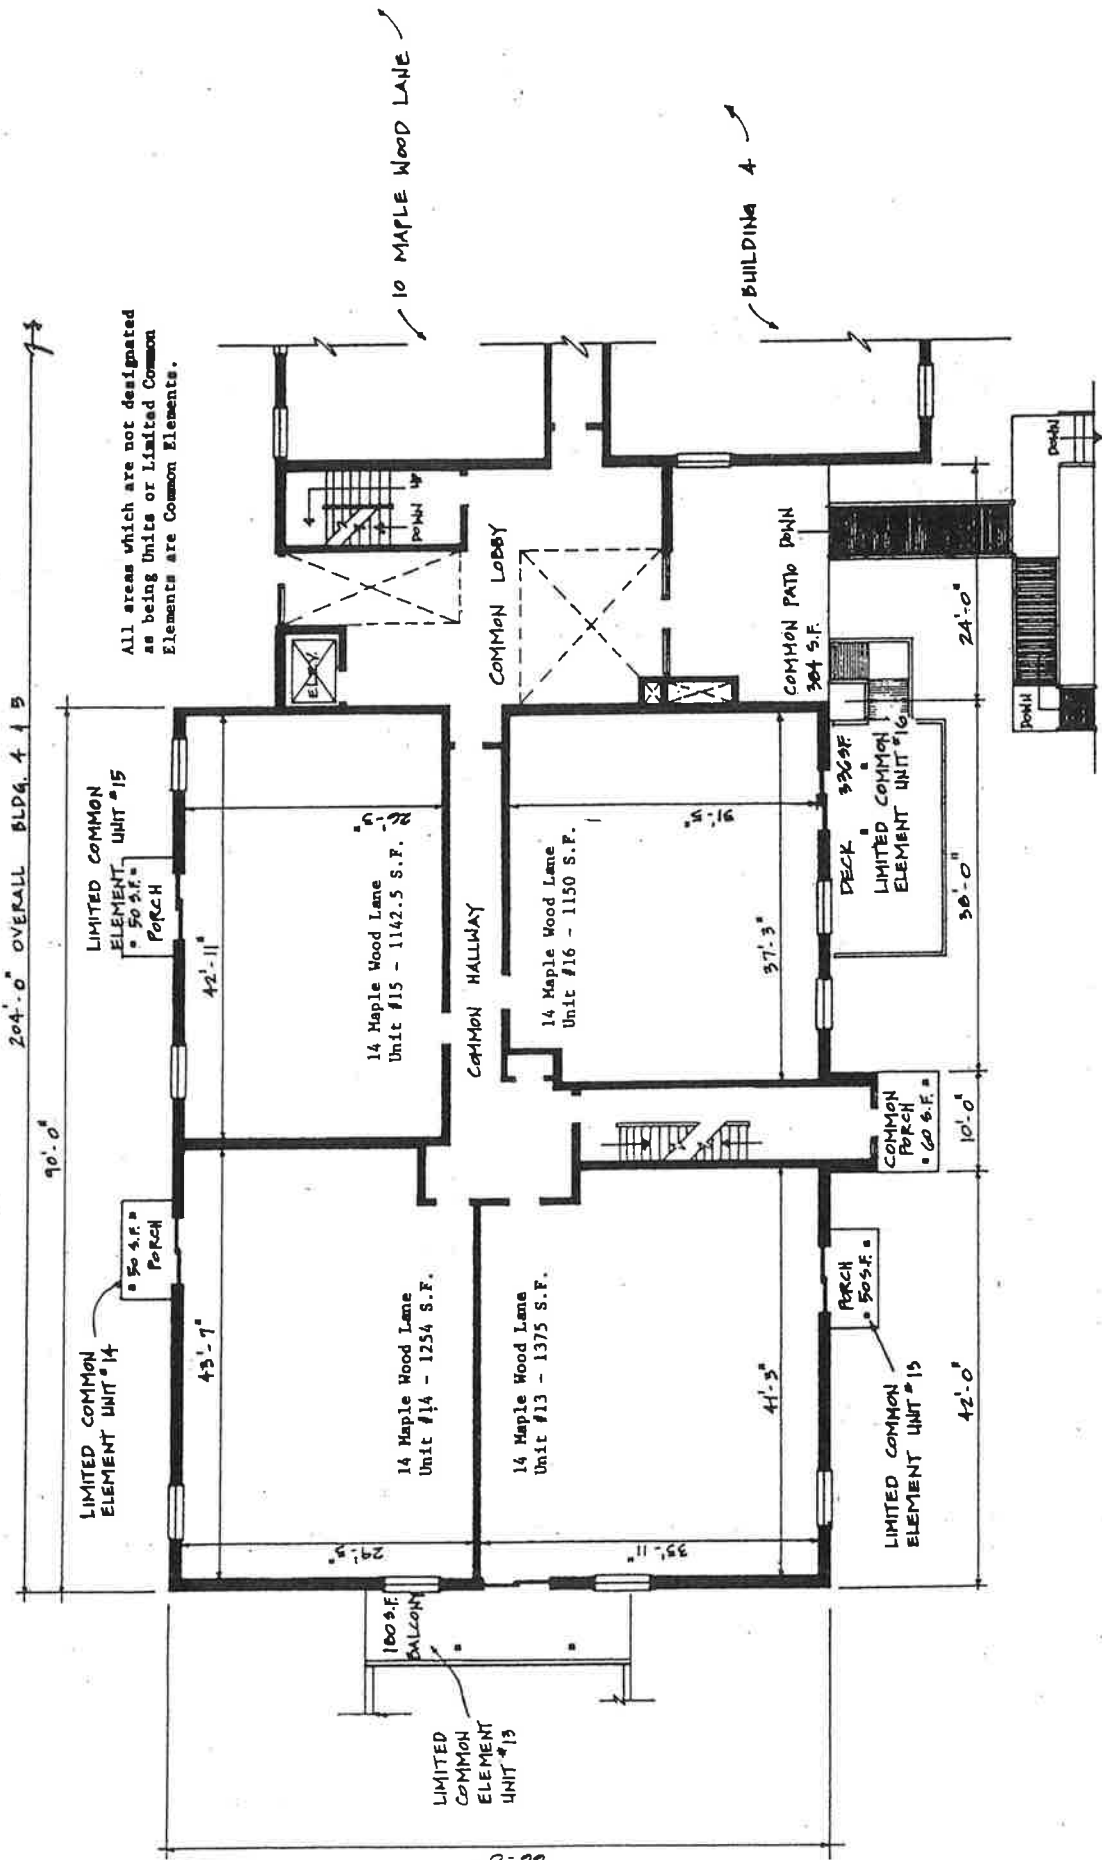 204'-0" OVERALL BLDG. 4 & 5
90'-0"
All areas which are not designated
as being Units or Limited Common
Elements are Common Elements.
10 MAPLE WOOD LANE
BUILDING 4
LIMITED COMMON
ELEMENT UNIT #14
50 S.F.
PORCH
LIMITED COMMON
ELEMENT UNIT #15
50 S.F.
PORCH
43'-7"
42'-11"
ELEV.
DOWN
UP
14 Maple Wood Lane
Unit #14 - 1254 S.F.
29'-5"
14 Maple Wood Lane
Unit #15 - 1142.5 S.F.
26'-5"
COMMON HALLWAY
COMMON LOBBY
14 Maple Wood Lane
Unit #13 - 1375 S.F.
33'-11"
41'-3"
14 Maple Wood Lane
Unit #16 - 1150 S.F.
31'-5"
37'-3"
180 S.F.
BALCONY
LIMITED
COMMON
ELEMENT
UNIT #13
PORCH
50 S.F.
LIMITED COMMON
ELEMENT UNIT #13
COMMON
PORCH
60 S.F.
DECK 336 S.F.
LIMITED COMMON
ELEMENT UNIT #16
COMMON PATIO
384 S.F.
DOWN
42'-0"
10'-0"
38'-0"
24'-0"
DOWN
DOWN